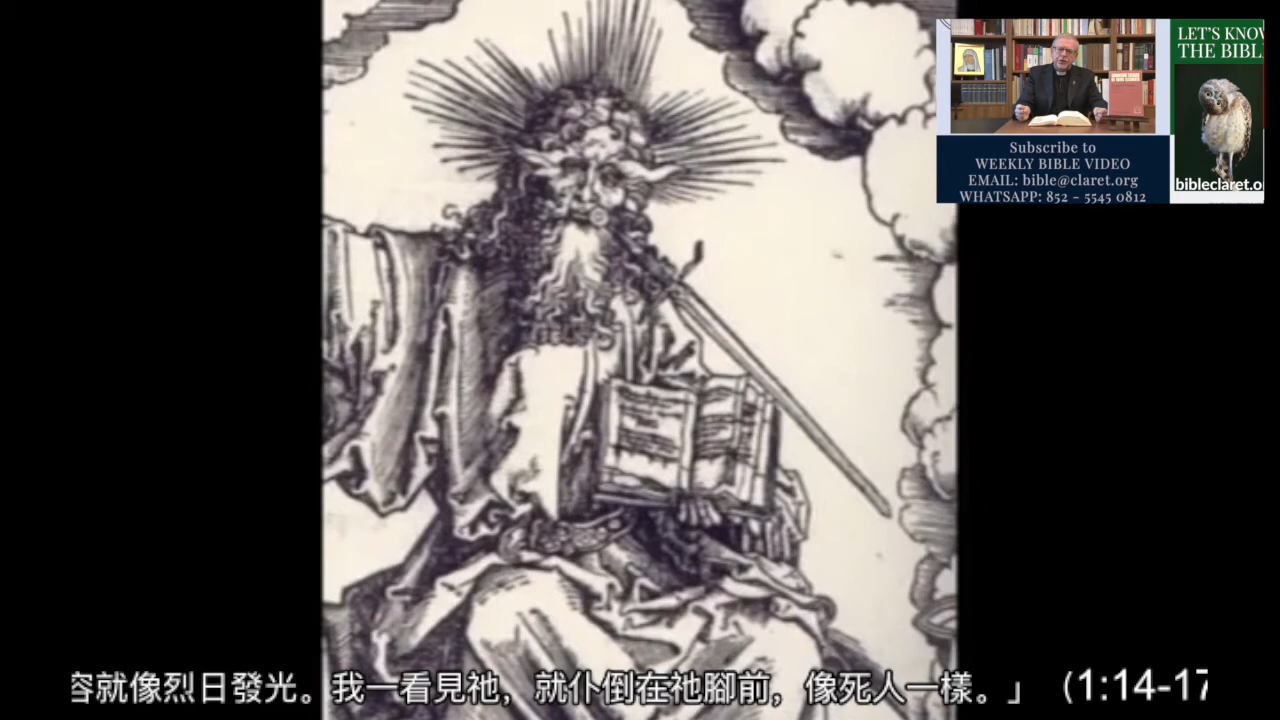 LET'S KNOW
THE BIBL
Subscribe to
WEEKLY BIBLE VIDEO
EMAIL: bible@claret.org
WHATSAPP: 852 - 5545 0812
bibleclaret.o
容就像烈日發光。我一看見祂，就仆倒在祂腳前，像死人一樣。」 (1:14-17